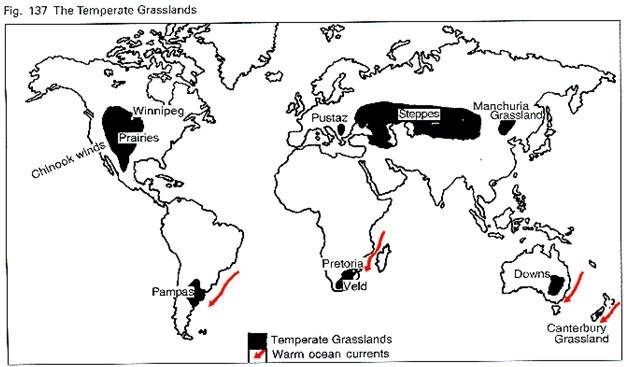 Fig. 137 The Temperate Grasslands
Winnipeg
Prairies
Chinook winds
Pustaz
Steppes
Manchuria
Grassland
Pampas
Pretoria
Veld
Downs
Canterbury
Grassland
Temperate Grasslands
Warm ocean currents